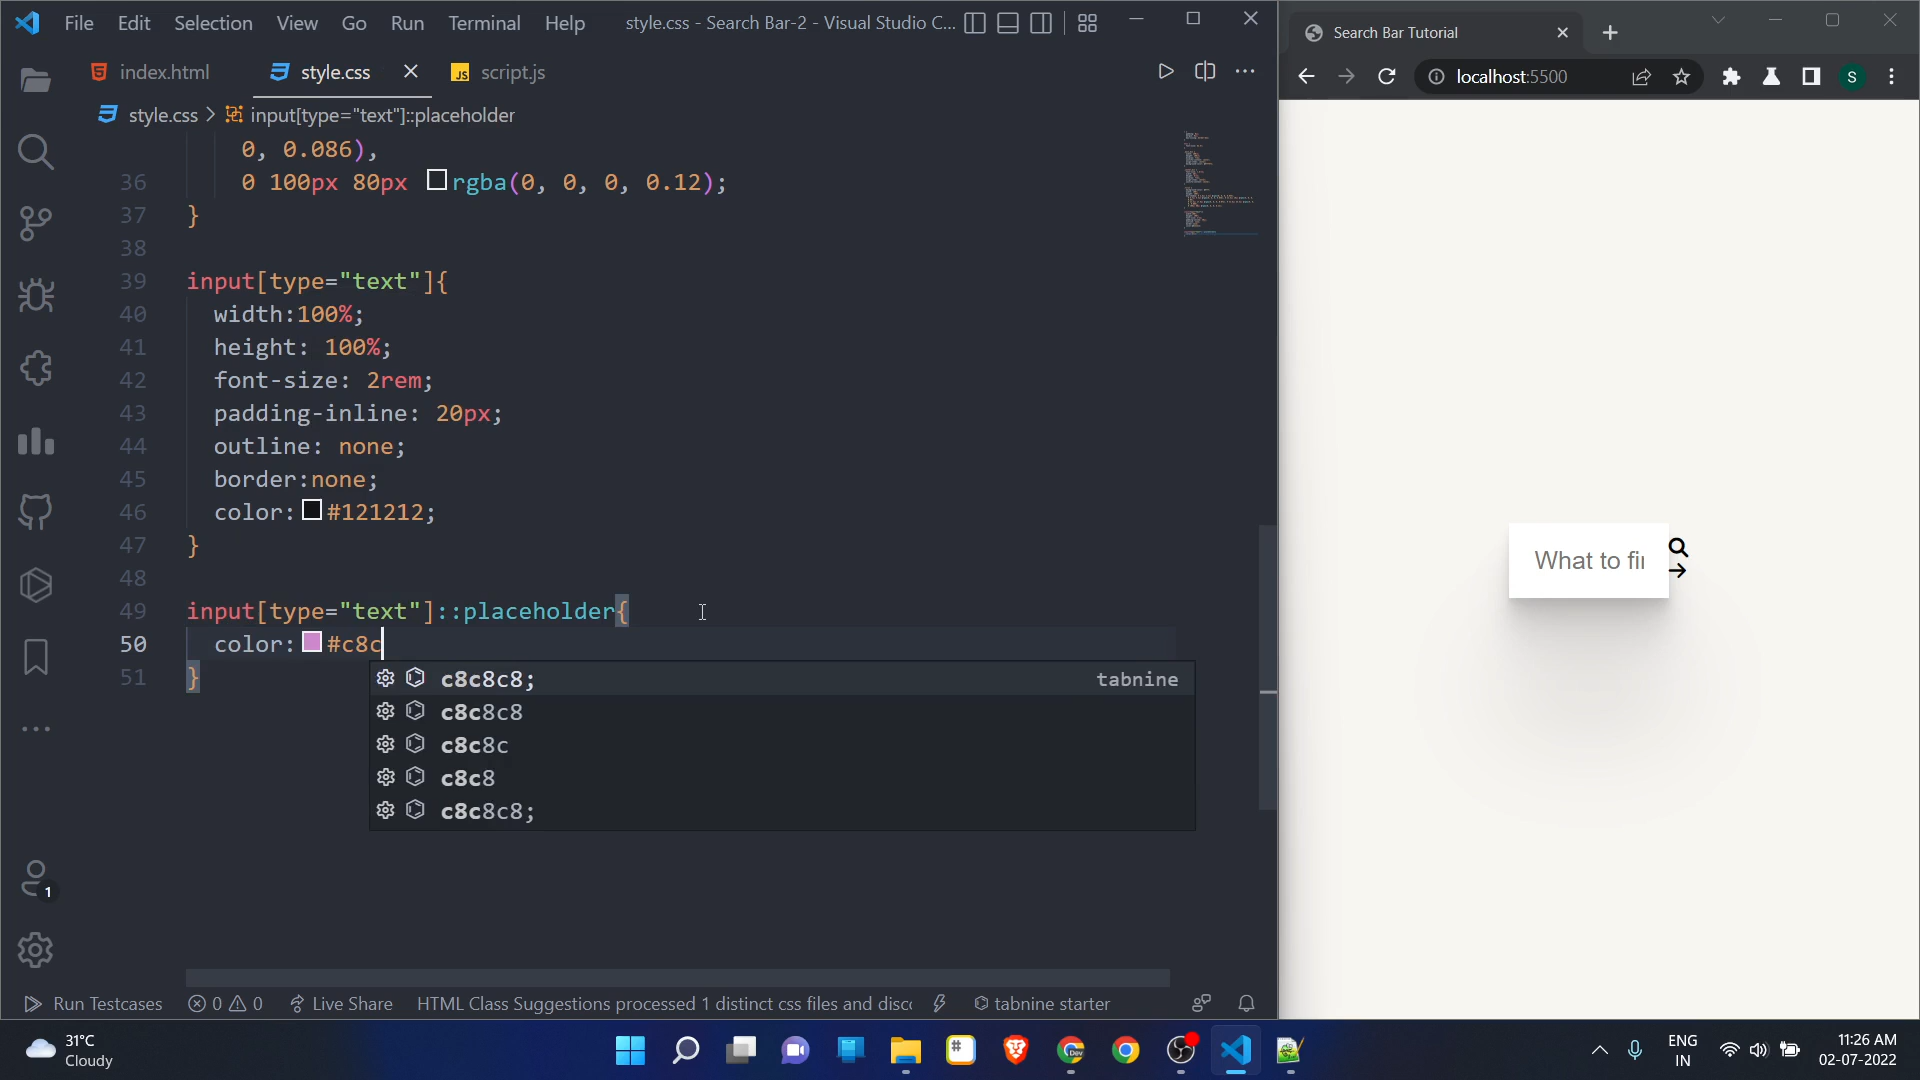 File Edit Selection View Go Run Terminal Help style.css - Search Bar-2 - Visual Studio C...
index.html style.css script.js
style.css > input[type="text"]::placeholder
0, 0.086),
36 0 100px 80px rgba(0, 0, 0, 0.12);
37 }
38
39 input[type="text"]{
40 width:100%;
41 height: 100%;
42 font-size: 2rem;
43 padding-inline: 20px;
44 outline: none;
45 border:none;
46 color:#121212;
47 }
48
49 input[type="text"]::placeholder{
50 color:#c8c
51 }
c8c8c8; tabnine
c8c8c8
c8c8c
c8c8
c8c8c8;
1
Run Testcases 0 0 Live Share HTML Class Suggestions processed 1 distinct css files and disc tabnine starter
Search Bar Tutorial
localhost:5500
S
What to fi
31°C
Cloudy
Dev
ENG
IN
11:26 AM
02-07-2022